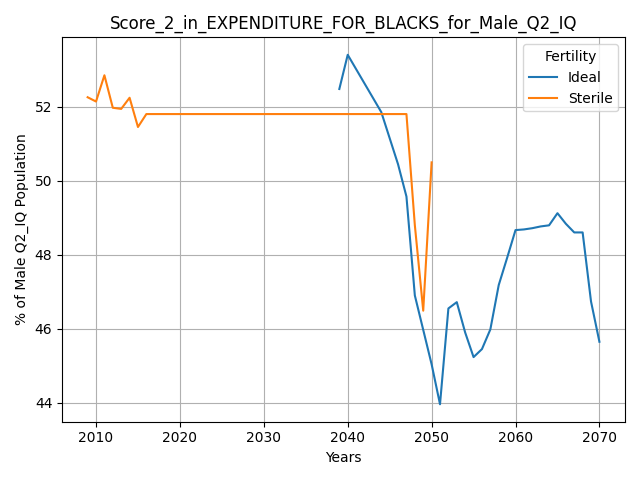 Score_2_in_EXPENDITURE_FOR_BLACKS_for_Male_Q2_IQ
Fertility
Ideal
Sterile
% of Male Q2_IQ Population
52
50
48
46
44
2010 2020 2030 2040 2050 2060 2070
Years